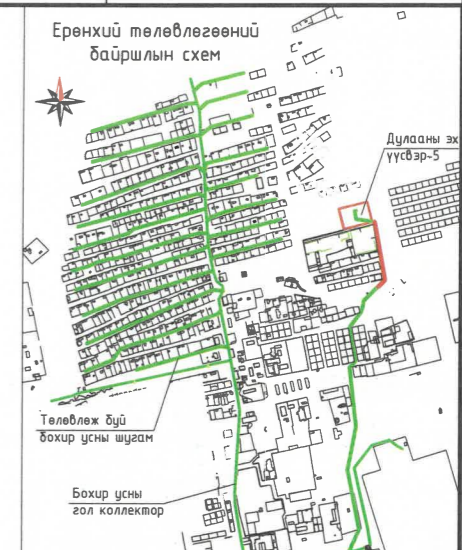 Ерөнхий төлөвлөгөөний
байршлын схем
Дулааны эх
үүсвэр-5
Төлөвлөж буй
бохир усны шугам
Бохир усны
гол коллектор